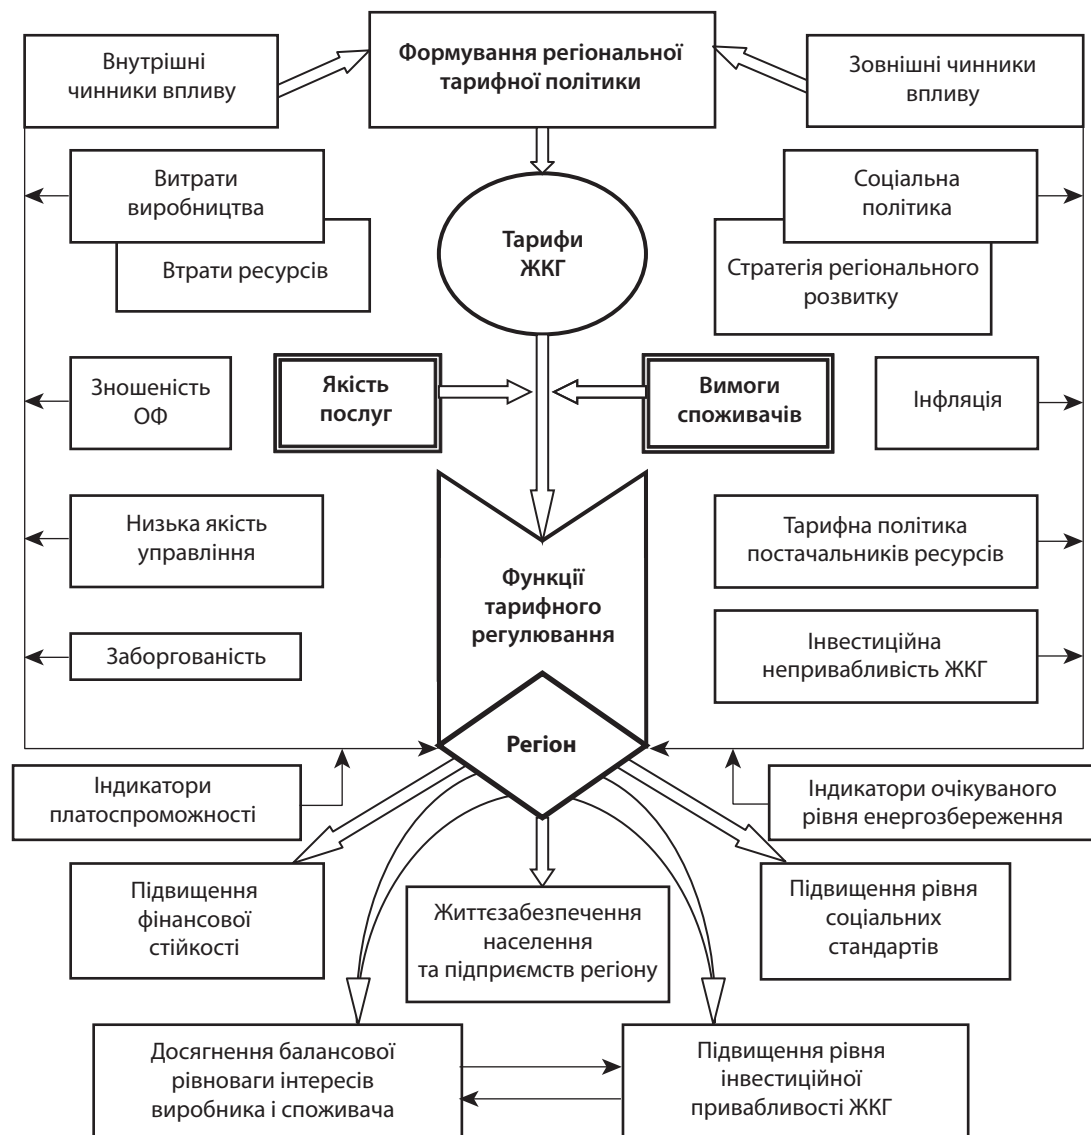 Внутрішні
чинники впливу
Формування регіональної
тарифної політики
Зовнішні чинники
впливу
Витрати
виробництва
Втрати ресурсів
Тарифи
ЖКГ
Соціальна
політика
Стратегія регіонального
розвитку
Зношеність
ОФ
Якість
послуг
Вимоги
споживачів
Інфляція
Низька якість
управління
Тарифна політика
постачальників ресурсів
Функції
тарифного
регулювання
Заборгованість
Інвестиційна
непривабливість ЖКГ
Регіон
Індикатори
платоспроможності
Індикатори очікуваного
рівня енергозбереження
Підвищення
фінансової
стійкості
Життєзабезпечення
населення
та підприємств регіону
Підвищення рівня
соціальних
стандартів
Досягнення балансової
рівноваги інтересів
виробника і споживача
Підвищення рівня
інвестиційної
привабливості ЖКГ